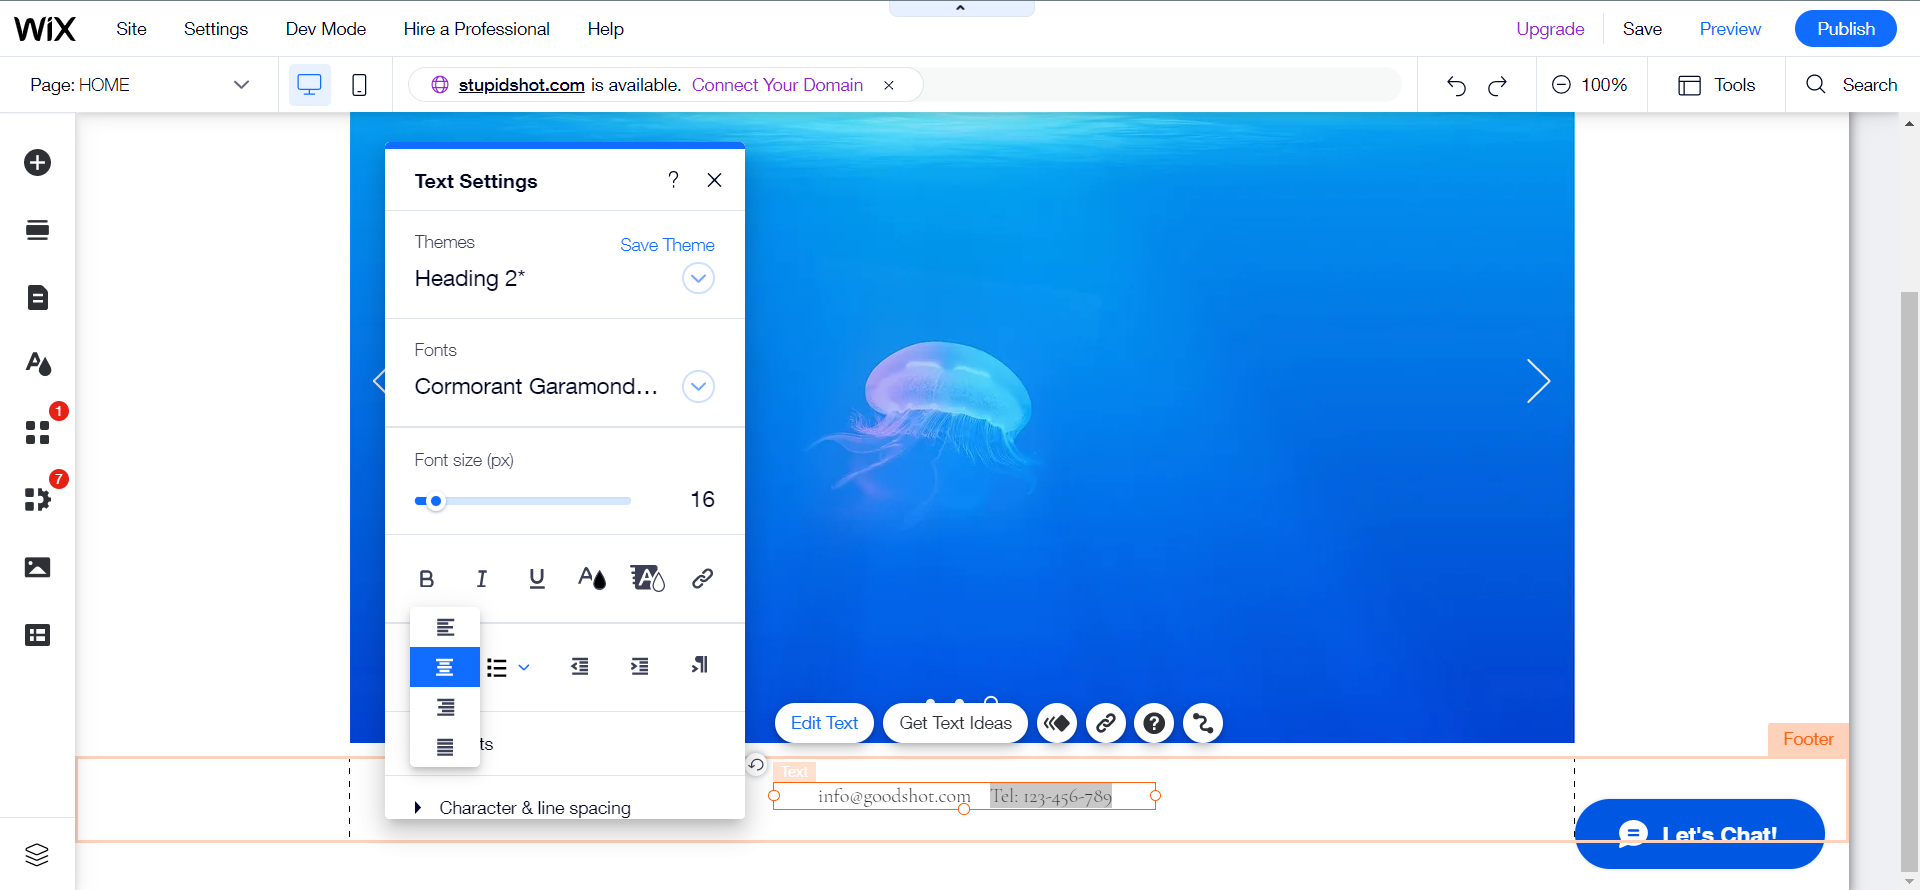 WiX Site Settings Dev Mode Hire a Professional Help Upgrade Save Preview Publish
Page: HOME stupidshot.com is available. Connect Your Domain 100% Tools Search
Text Settings ?
Themes Save Theme
Heading 2*
Fonts
Cormorant Garamond...
Font size (px)
16
B I U A A
1
7
ts
Character & line spacing
Edit Text Get Text Ideas ?
Footer
Text
info@goodshot.com Tel: 123-456-789
Let's Chat!